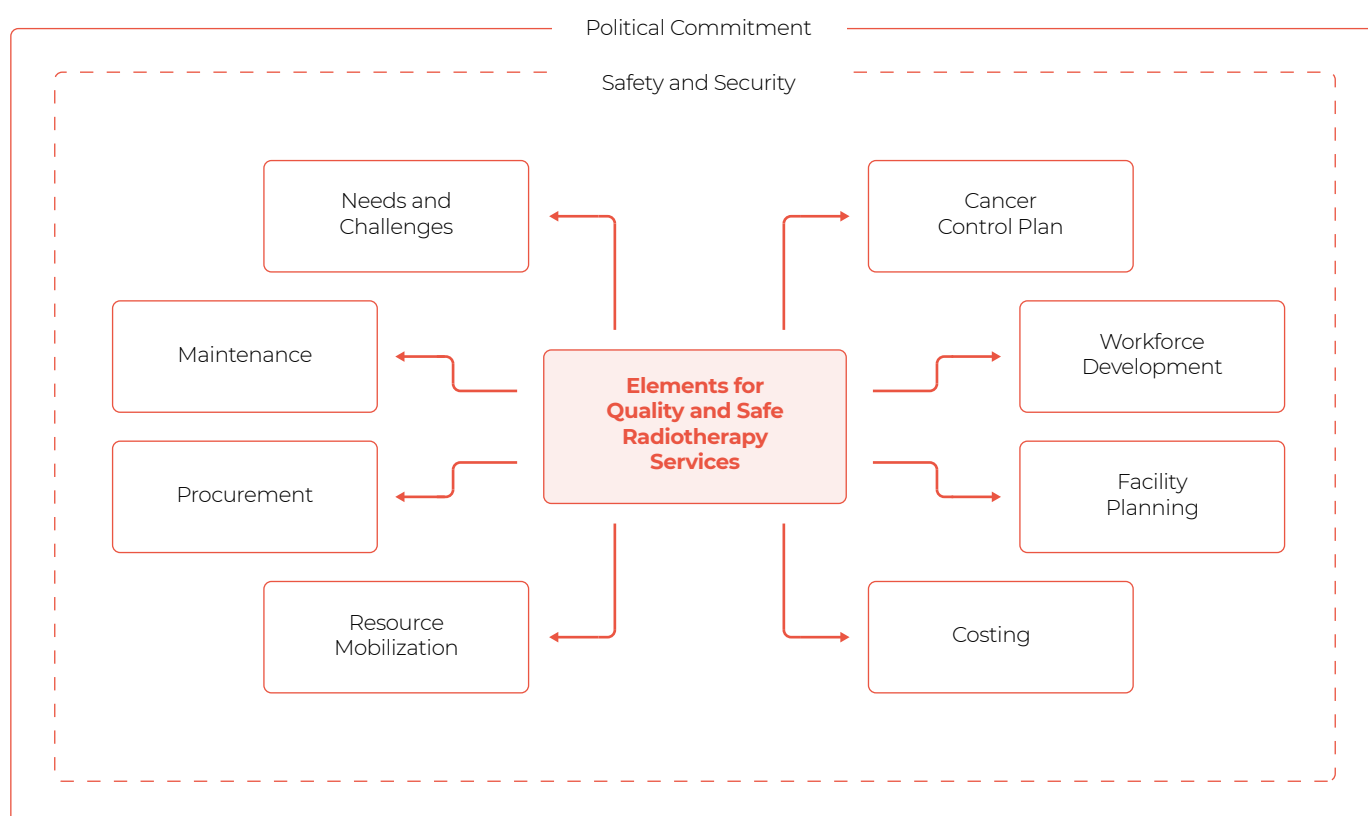 Political Commitment
Safety and Security
Needs and
Challenges
Cancer
Control Plan
Maintenance
Workforce
Development
Elements for
Quality and Safe
Radiotherapy
Services
Procurement
Facility
Planning
Resource
Mobilization
Costing